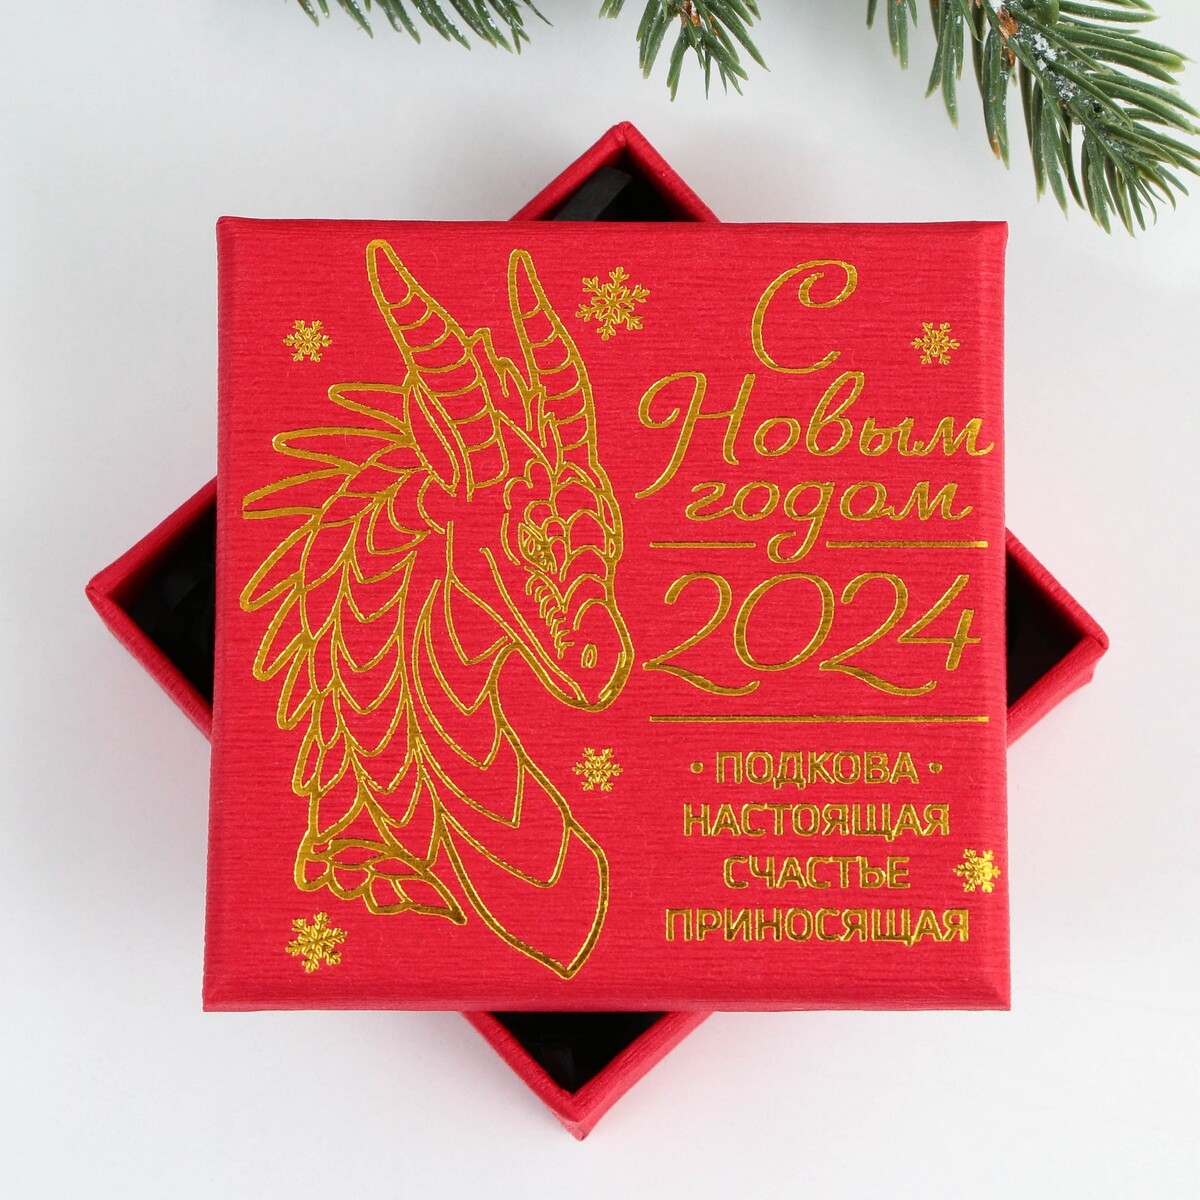 С
Новым
годом
2024
• ПОДКОВА •
НАСТОЯЩАЯ
СЧАСТЬЕ
ПРИНОСЯЩАЯ